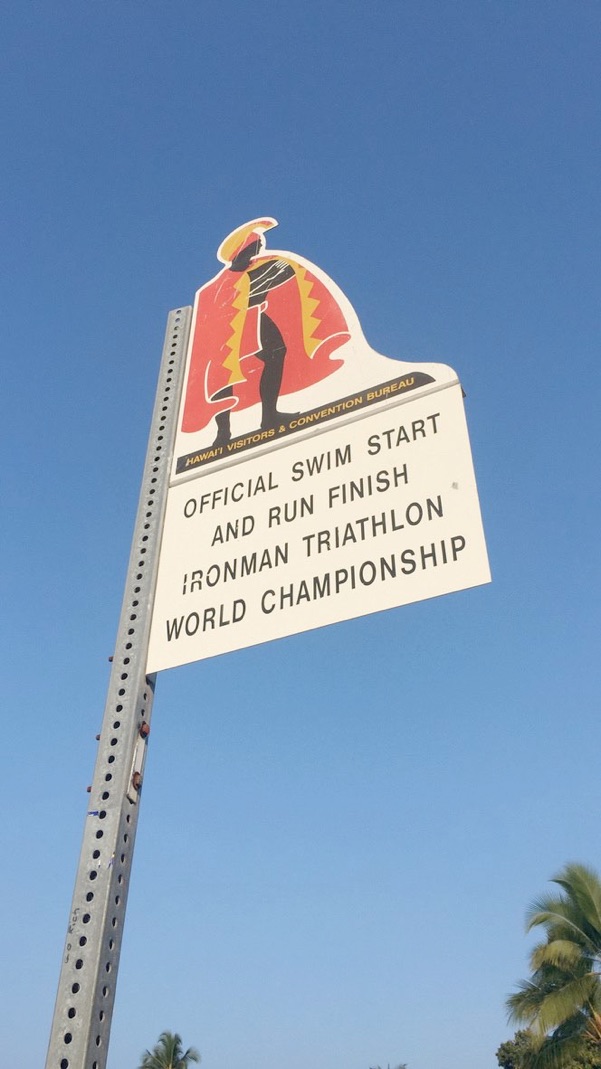 HAWAI'I VISITORS & CONVENTION BUREAU
OFFICIAL SWIM START
AND RUN FINISH
IRONMAN TRIATHLON
WORLD CHAMPIONSHIP